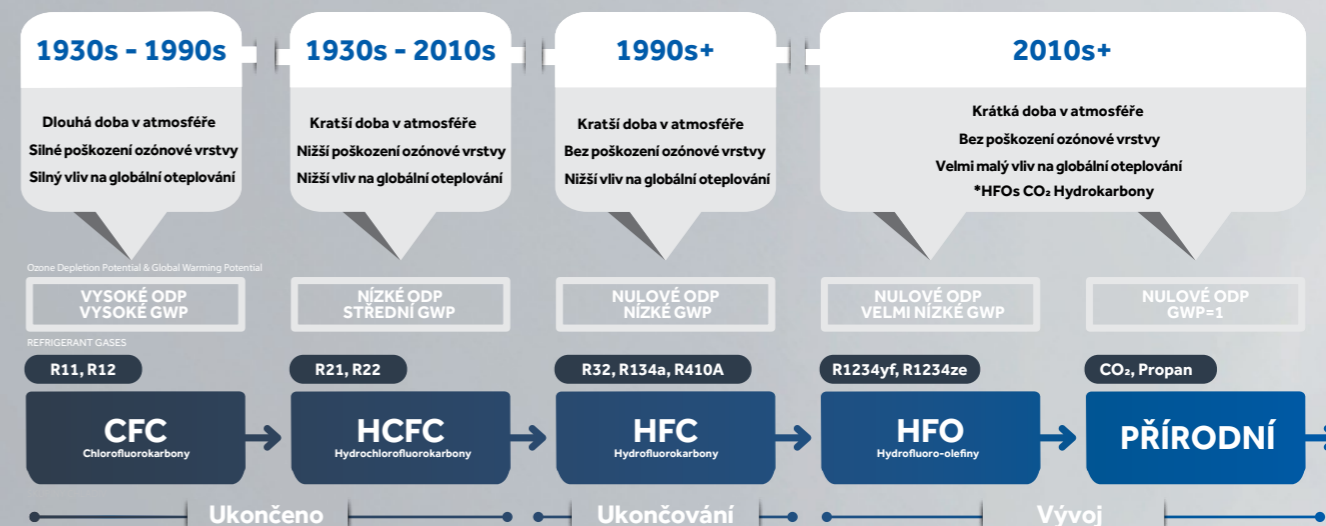 1930s - 1990s
Dlouhá doba v atmosféře
Silné poškození ozónové vrstvy
Silný vliv na globální oteplování
1930s - 2010s
Kratší doba v atmosféře
Nižší poškození ozónové vrstvy
Nižší vliv na globální oteplování
1990s+
Kratší doba v atmosféře
Bez poškození ozónové vrstvy
Nižší vliv na globální oteplování
2010s+
Krátká doba v atmosféře
Bez poškození ozónové vrstvy
Velmi malý vliv na globální oteplování
*HFOs CO₂ Hydrokarbony
Ozone Depletion Potential & Global Warming Potential
VYSOKÉ ODP
VYSOKÉ GWP
NÍZKÉ ODP
STŘEDNÍ GWP
NULOVÉ ODP
NÍZKÉ GWP
NULOVÉ ODP
VELMI NÍZKÉ GWP
NULOVÉ ODP
GWP=1
REFRIGERANT GASES
R11, R12
R21, R22
R32, R134a, R410A
R1234yf, R1234ze
CO₂, Propan
CFC
Chlorofluorokarbony
HCFC
Hydrochlorofluorokarbony
HFC
Hydrofluorokarbony
HFO
Hydrofluoro-olefiny
PŘÍRODNÍ
Ukončeno
Ukončování
Vývoj